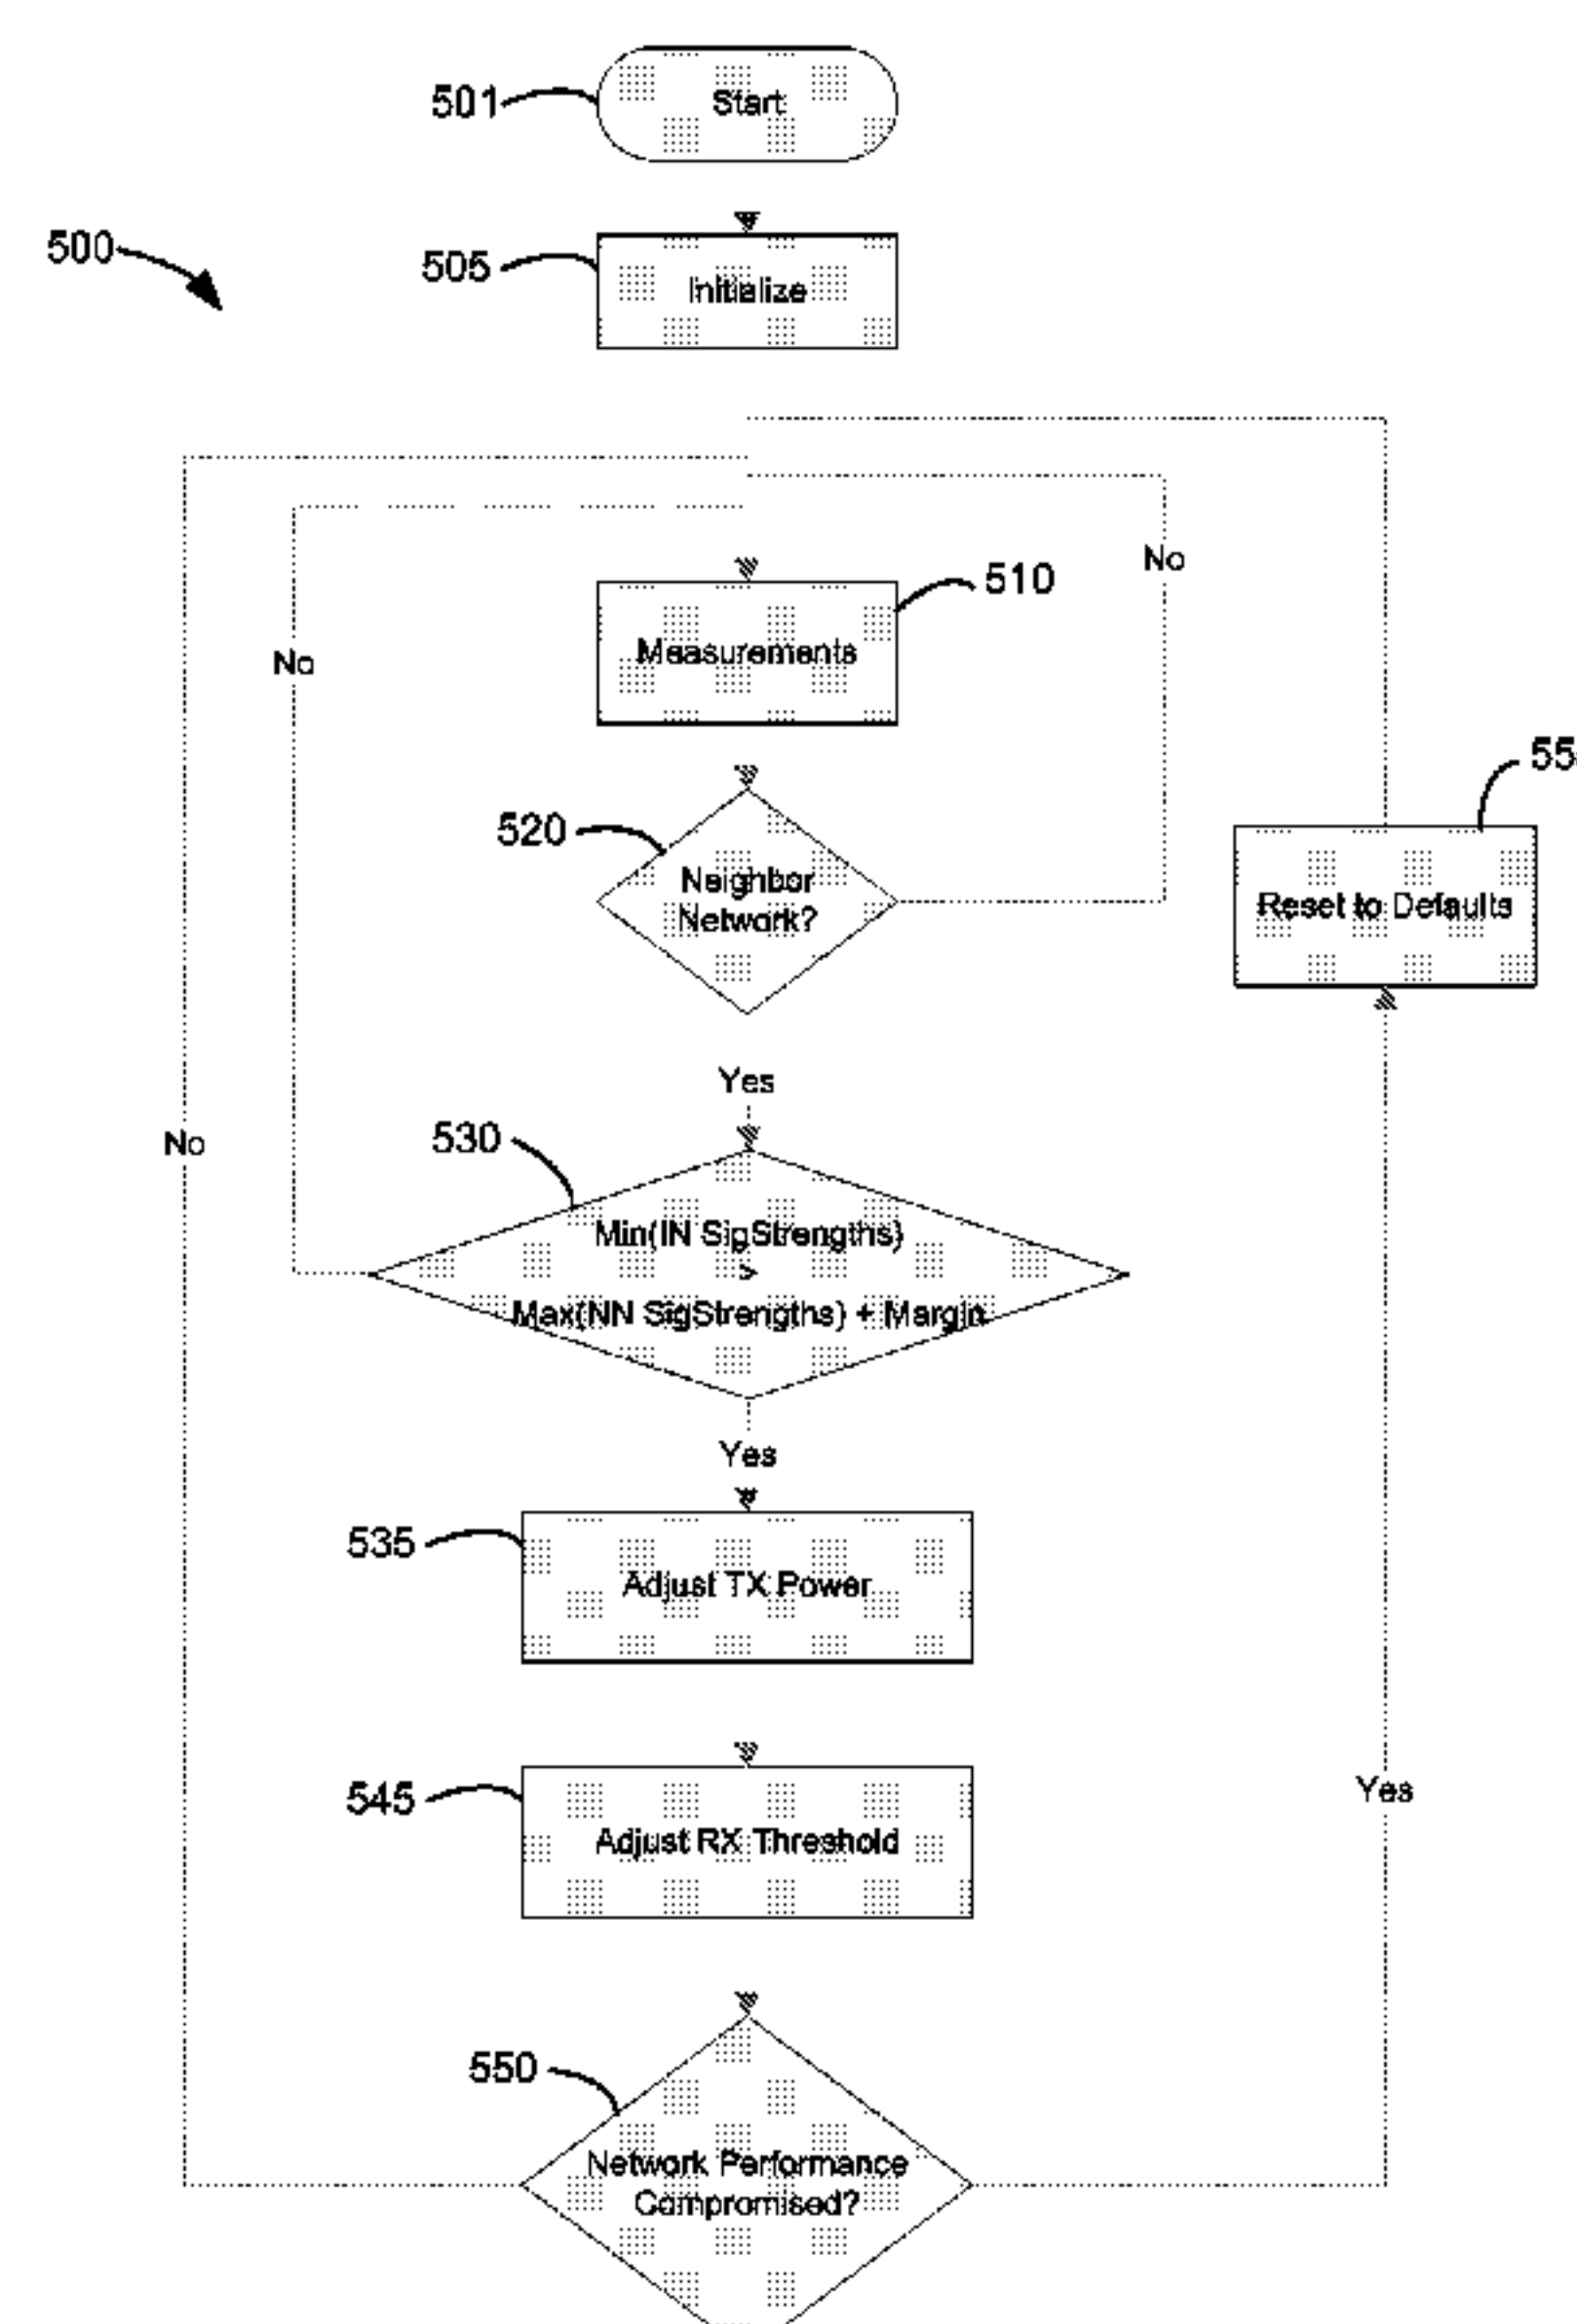 501
Start
500
505
Initialize
No
510
Measurements
No
520
Neighbor
Network?
Reset to Defaults
Yes
530
No
Min(IN SigStrengths)
>
Max(NN SigStrengths) + Margin
Yes
535
Adjust TX Power
545
Adjust RX Threshold
Yes
550
Network Performance
Compromised?